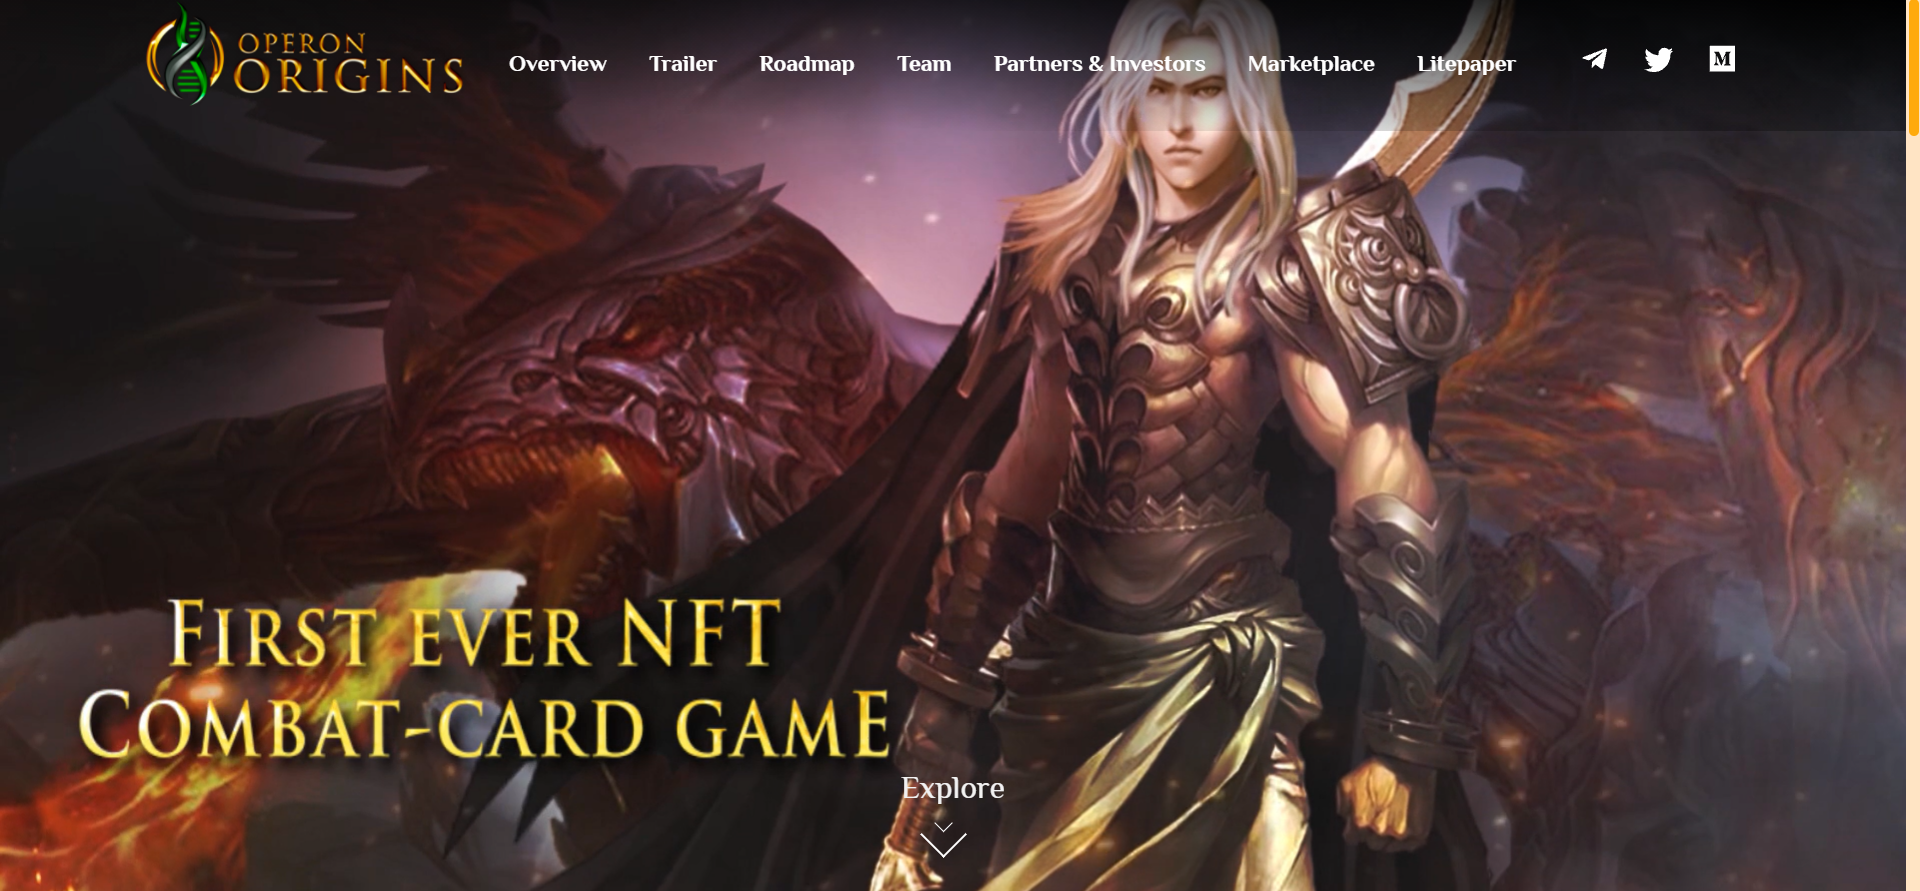 OPERON
ORIGINS
Overview Trailer Roadmap Team Partners & Investors Marketplace Litepaper
M
FIRST EVER NFT
COMBAT-CARD GAME
Explore